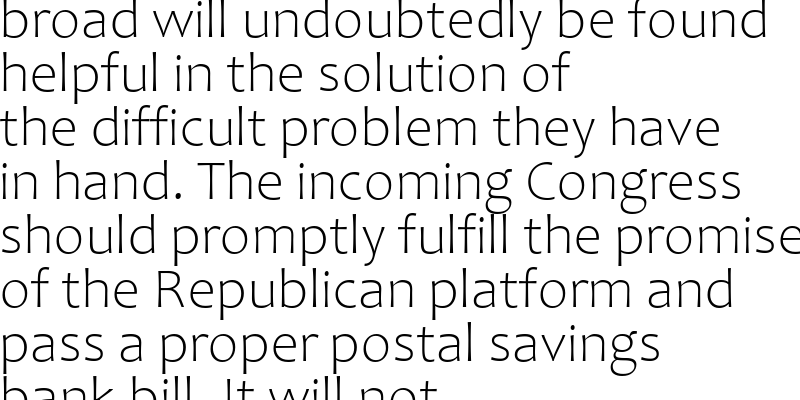 broad will undoubtedly be found
helpful in the solution of
the difficult problem they have
in hand. The incoming Congress
should promptly fulfill the promise
of the Republican platform and
pass a proper postal savings
bank bill. It will not